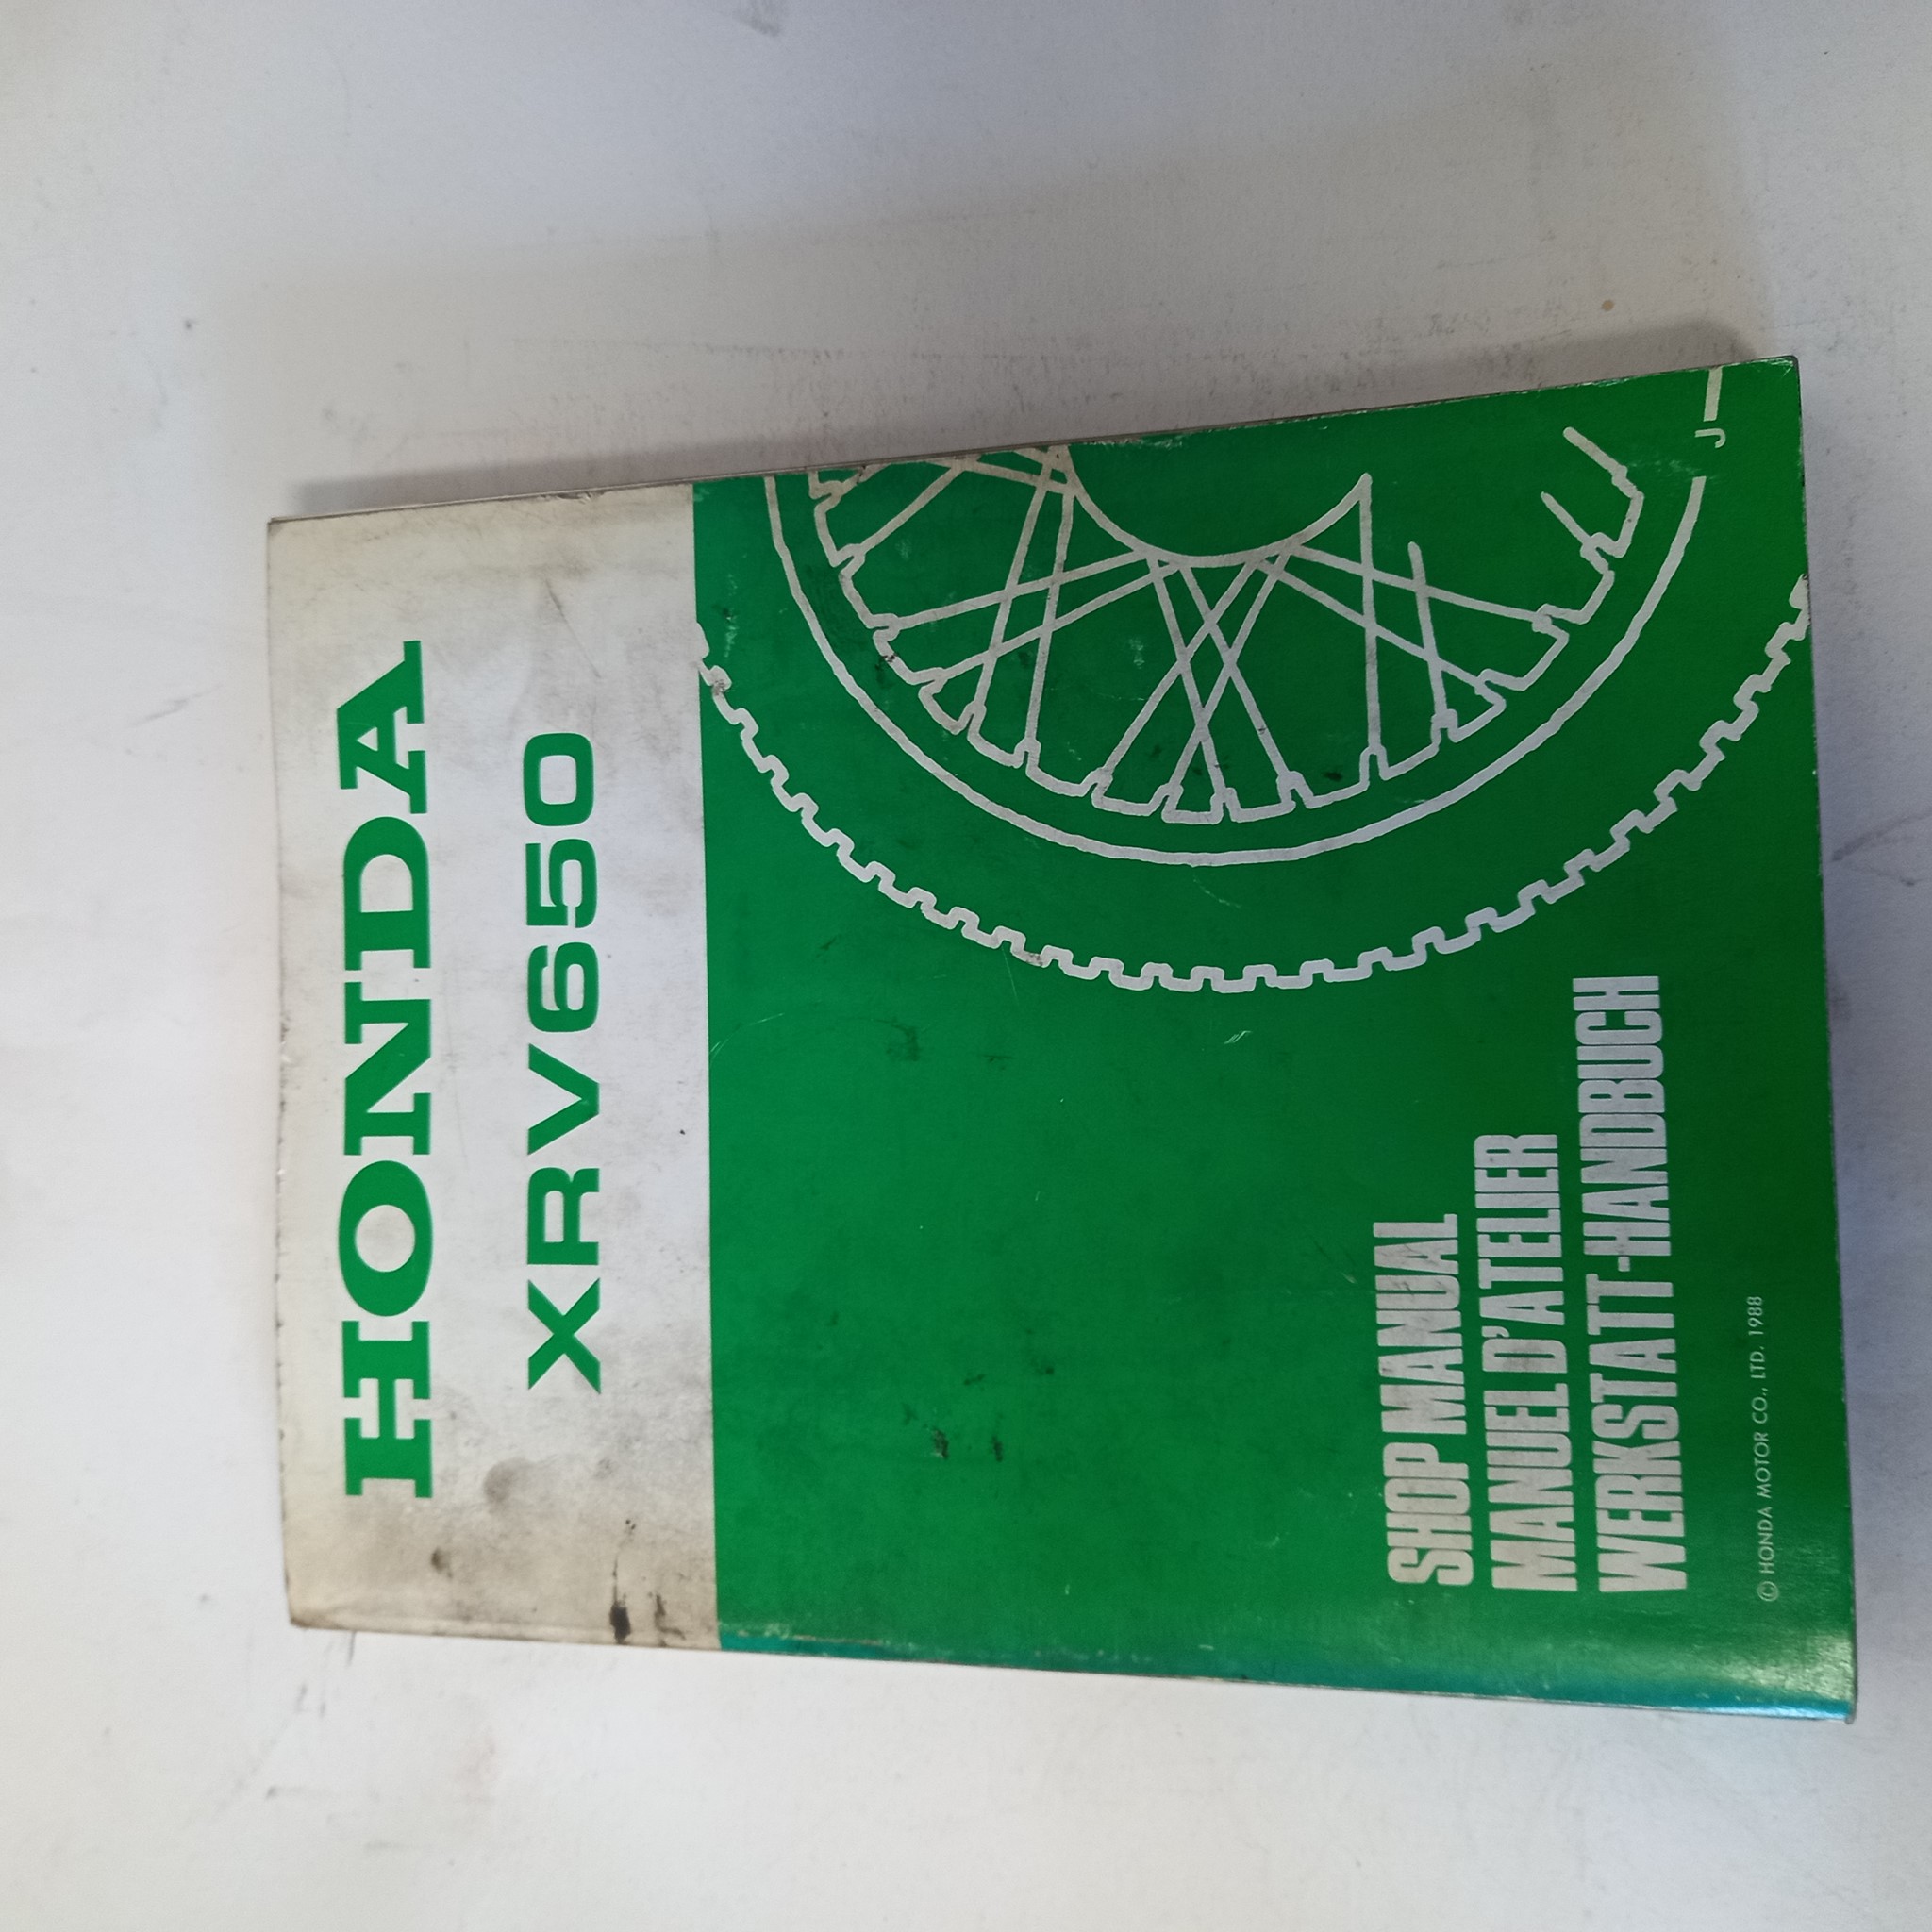 HONDA
XRV650
SHOP MANUAL
MANUEL D'ATELIER
WERKSTATT-HANDBUCH
© HONDA MOTOR CO., LTD. 1988